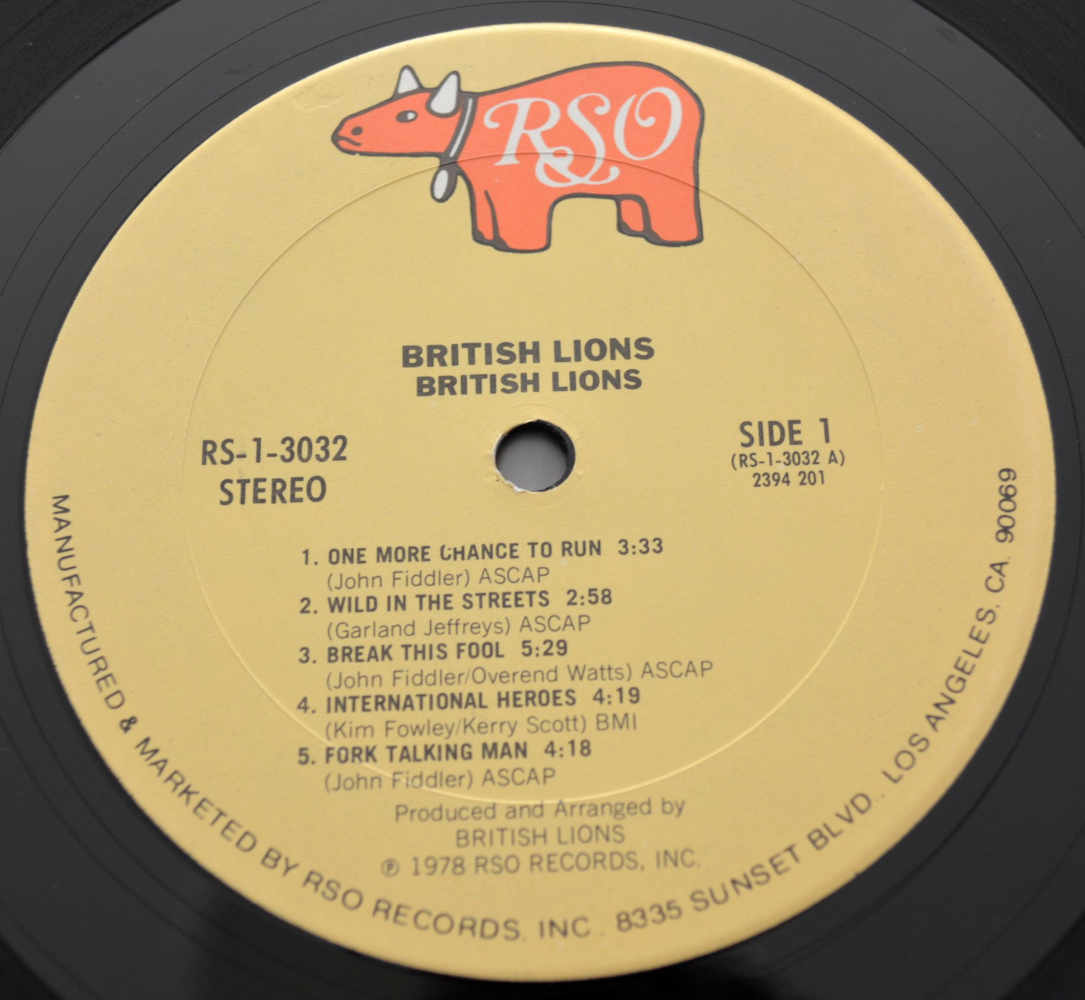 RSO
BRITISH LIONS
BRITISH LIONS
RS-1-3032
STEREO
SIDE 1
(RS-1-3032 A)
2394 201
1. ONE MORE CHANCE TO RUN 3:33
(John Fiddler) ASCAP
2. WILD IN THE STREETS 2:58
(Garland Jeffreys) ASCAP
3. BREAK THIS FOOL 5:29
(John Fiddler/Overend Watts) ASCAP
4. INTERNATIONAL HEROES 4:19
(Kim Fowley/Kerry Scott) BMI
5. FORK TALKING MAN 4:18
(John Fiddler) ASCAP
Produced and Arranged by
BRITISH LIONS
℗ 1978 RSO RECORDS, INC.
MANUFACTURED & MARKETED BY RSO RECORDS, INC. 8335 SUNSET BLVD., LOS ANGELES, CA. 90069